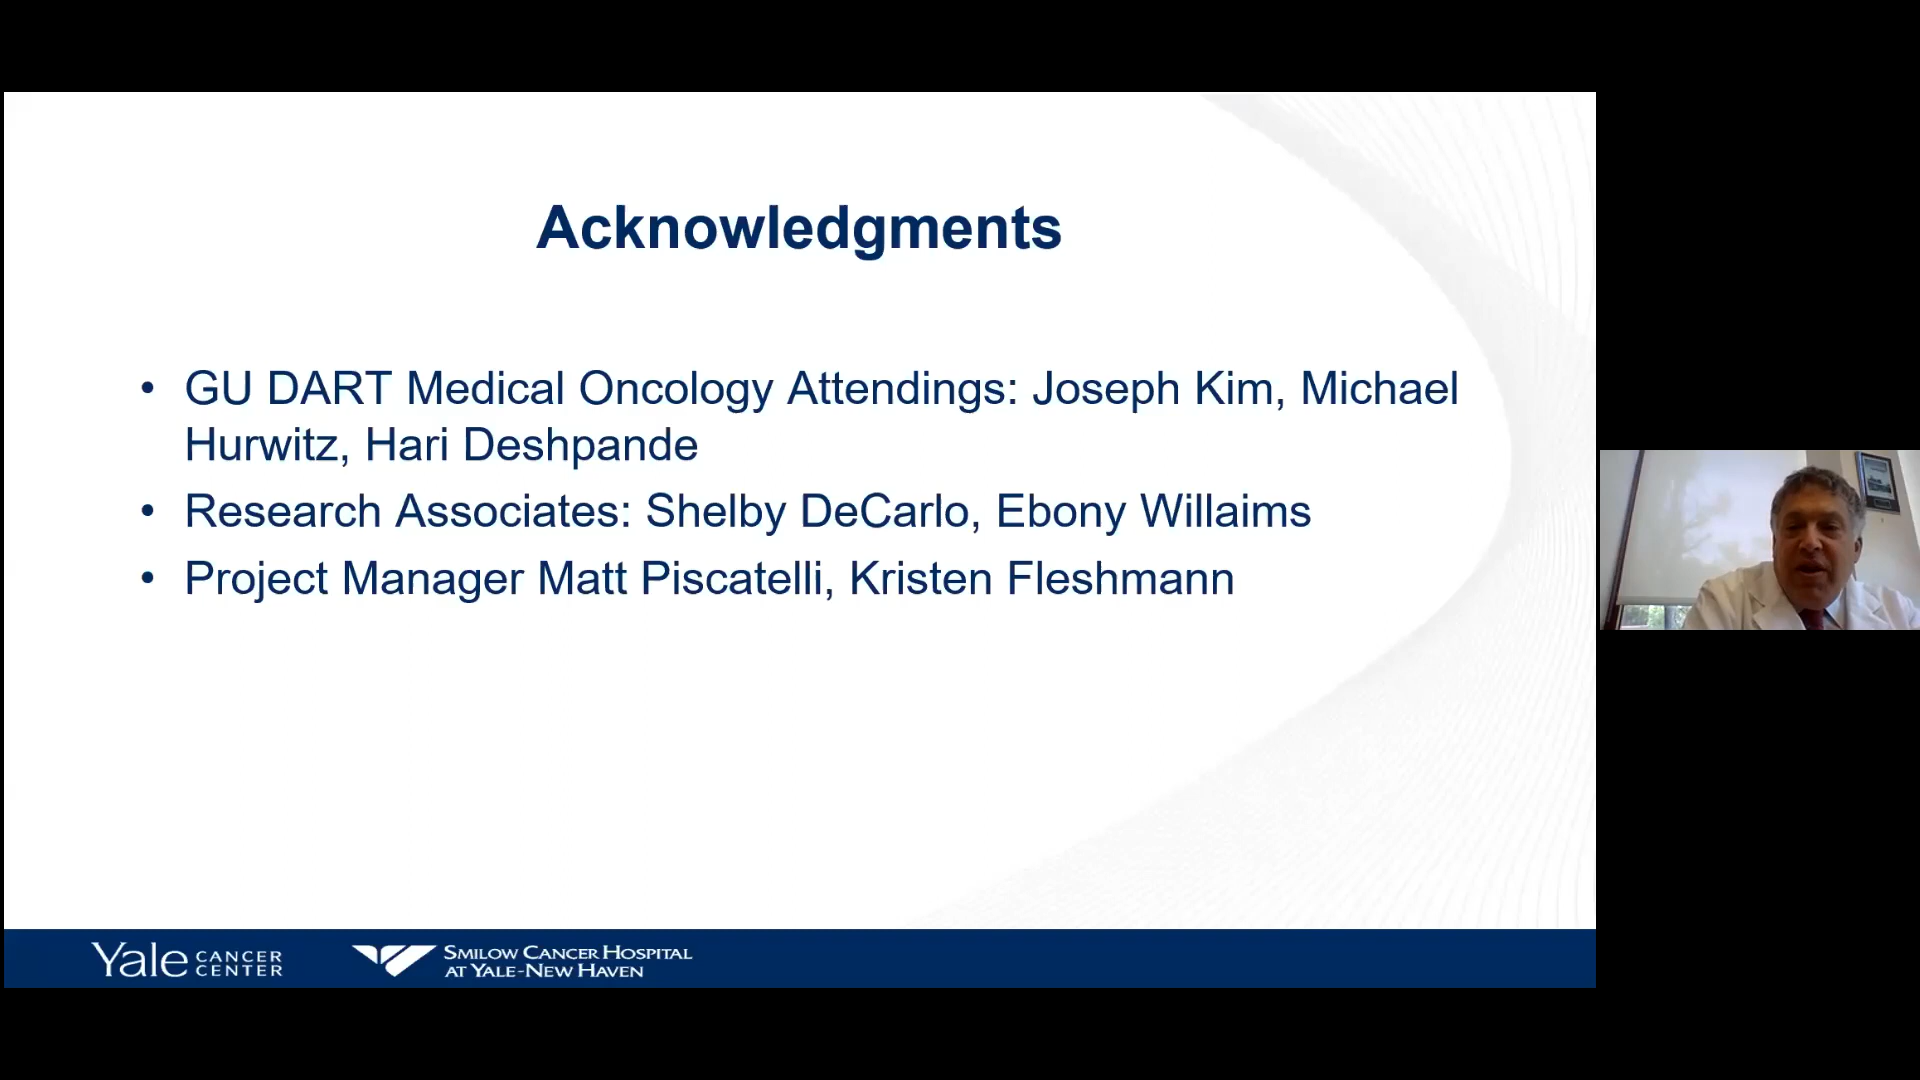 Acknowledgments
• GU DART Medical Oncology Attendings: Joseph Kim, Michael
Hurwitz, Hari Deshpande
• Research Associates: Shelby DeCarlo, Ebony Willaims
• Project Manager Matt Piscatelli, Kristen Fleshmann
Yale CANCER
CENTER
SMILOW CANCER HOSPITAL
AT YALE-NEW HAVEN